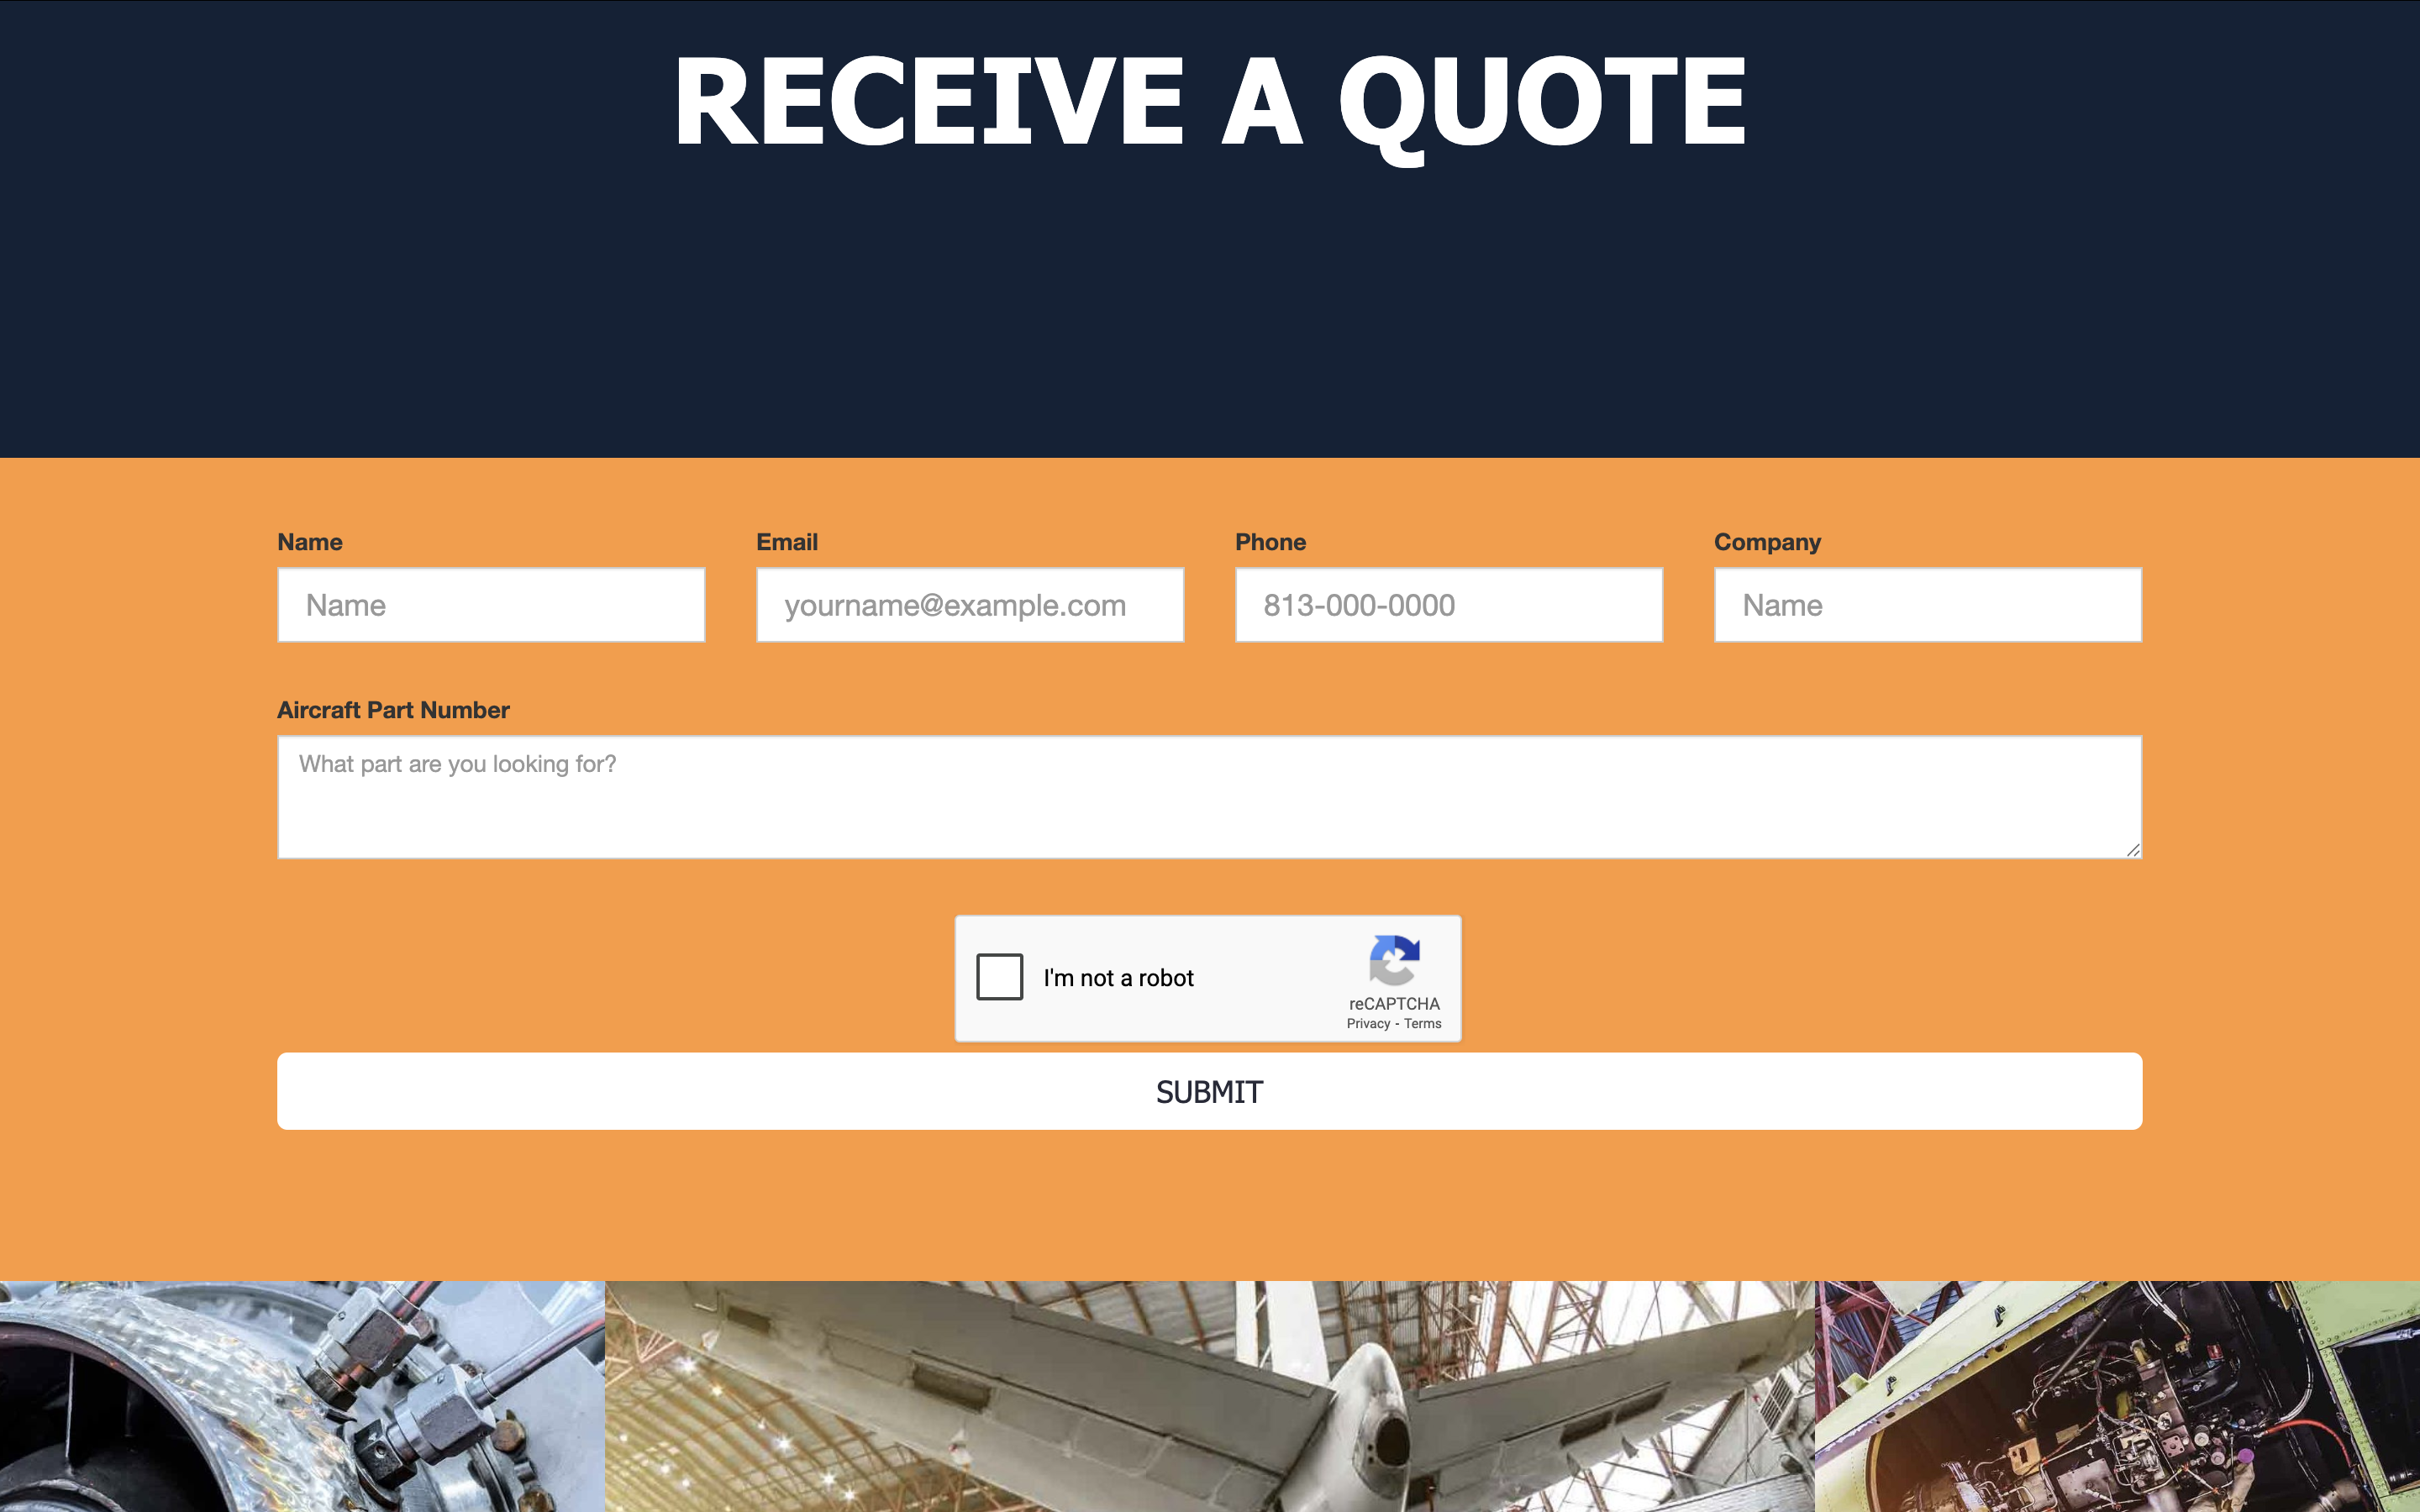 RECEIVE A QUOTE
Name Email Phone Company
Name yourname@example.com 813-000-0000 Name
Aircraft Part Number
What part are you looking for?
I'm not a robot
reCAPTCHA
Privacy - Terms
SUBMIT